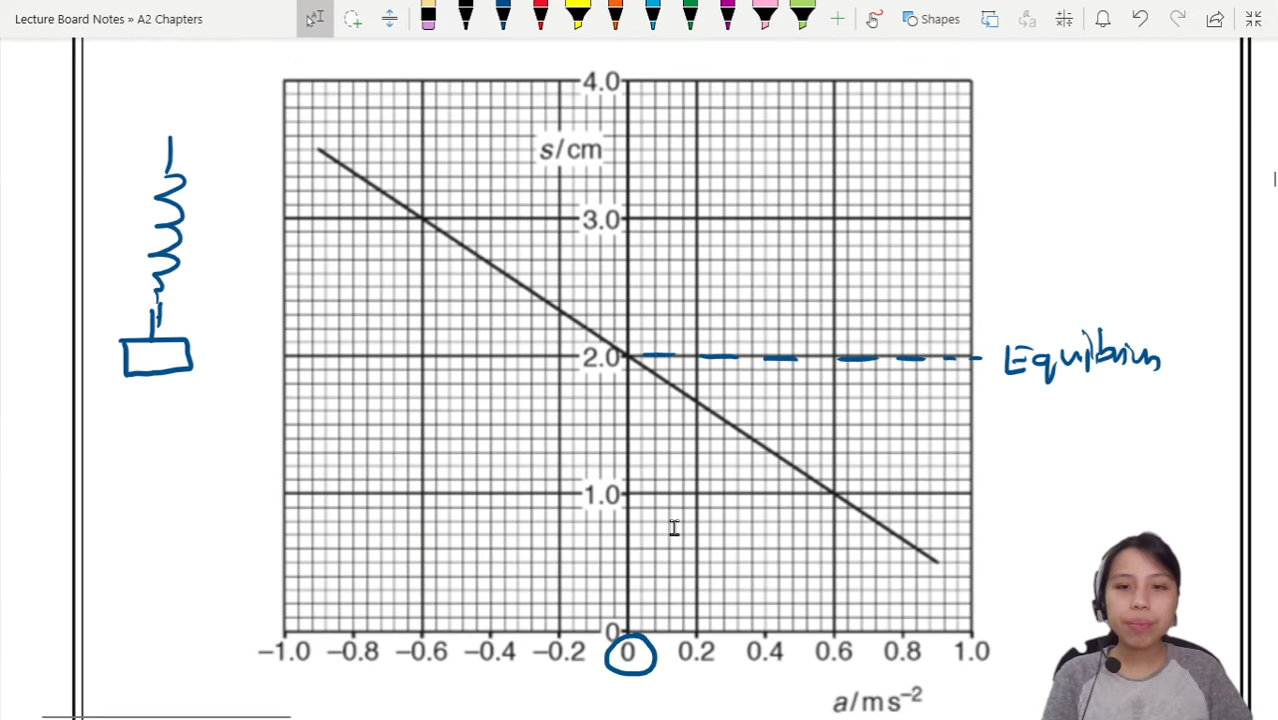 Lecture Board Notes » A2 Chapters
Shapes
4.0
s/cm
3.0
2.0
Equilibrium
1.0
0
−1.0 −0.8 −0.6 −0.4 −0.2 0 0.2 0.4 0.6 0.8 1.0
a/m s⁻²